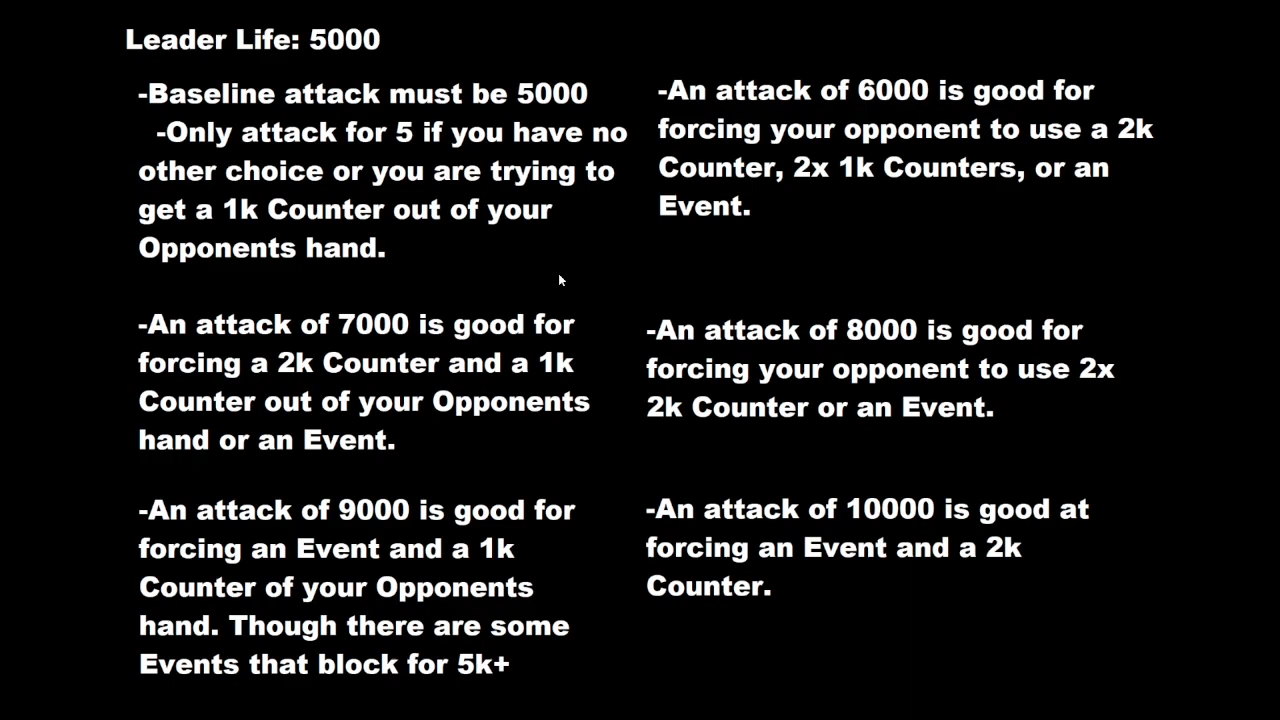 Leader Life: 5000
-Baseline attack must be 5000
-Only attack for 5 if you have no
other choice or you are trying to
get a 1k Counter out of your
Opponents hand.
-An attack of 6000 is good for
forcing your opponent to use a 2k
Counter, 2x 1k Counters, or an
Event.
-An attack of 7000 is good for
forcing a 2k Counter and a 1k
Counter out of your Opponents
hand or an Event.
-An attack of 8000 is good for
forcing your opponent to use 2x
2k Counter or an Event.
-An attack of 9000 is good for
forcing an Event and a 1k
Counter of your Opponents
hand. Though there are some
Events that block for 5k+
-An attack of 10000 is good at
forcing an Event and a 2k
Counter.